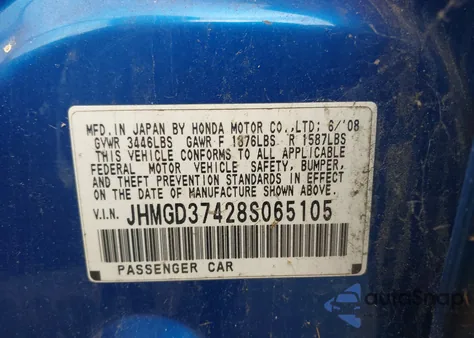 MFD.IN JAPAN BY HONDA MOTOR CO.,LTD; 6/'08
GVWR 3446LBS GAWR F 1876LBS R 1587LBS
THIS VEHICLE CONFORMS TO ALL APPLICABLE
FEDERAL MOTOR VEHICLE SAFETY, BUMPER,
AND THEFT PREVENTION STANDARDS IN EFFECT
ON THE DATE OF MANUFACTURE SHOWN ABOVE.
V.I.N. JHMGD37428S065105
PASSENGER CAR
autoSnap